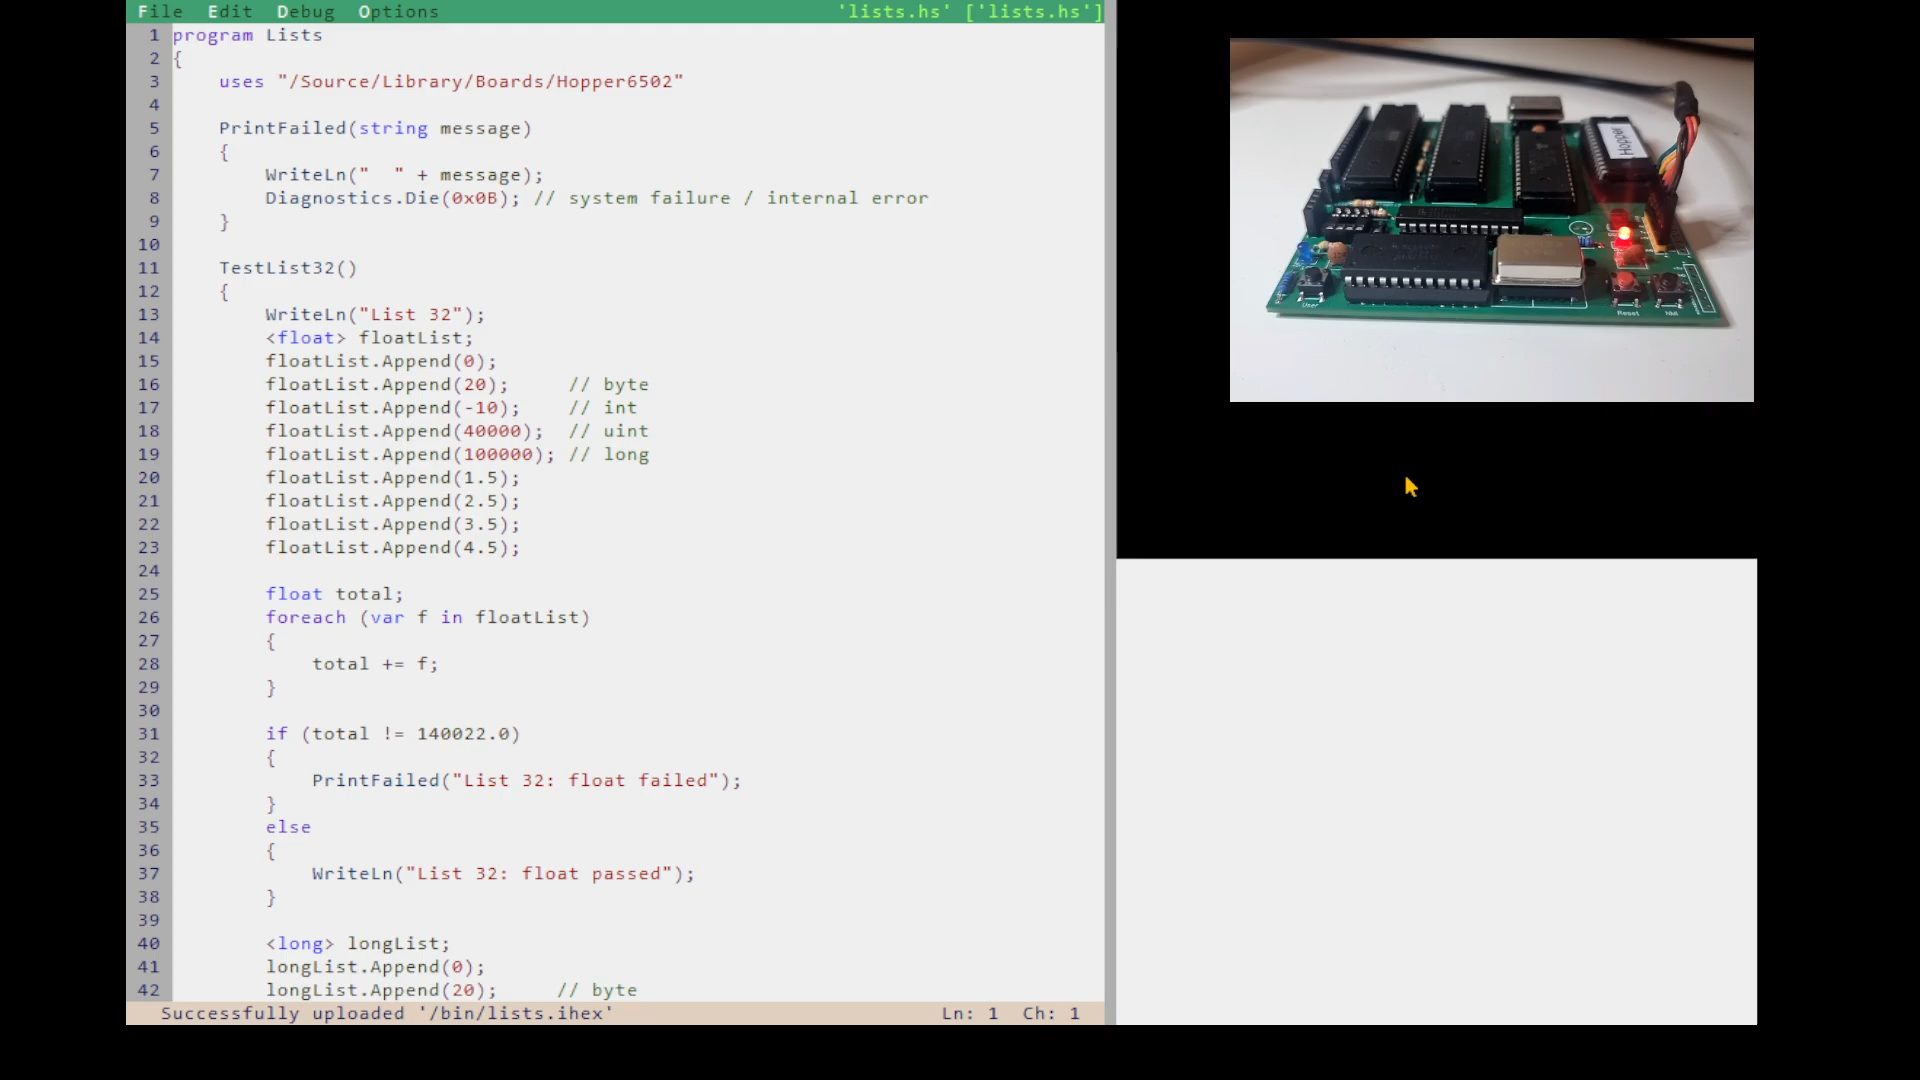 File Edit Debug Options 'lists.hs' ['lists.hs']
1 program Lists
2 {
3 uses "/Source/Library/Boards/Hopper6502"
4
5 PrintFailed(string message)
6 {
7 WriteLn("  " + message);
8 Diagnostics.Die(0x0B); // system failure / internal error
9 }
10
11 TestList32()
12 {
13 WriteLn("List 32");
14 <float> floatList;
15 floatList.Append(0);
16 floatList.Append(20); // byte
17 floatList.Append(-10); // int
18 floatList.Append(40000); // uint
19 floatList.Append(100000); // long
20 floatList.Append(1.5);
21 floatList.Append(2.5);
22 floatList.Append(3.5);
23 floatList.Append(4.5);
24
25 float total;
26 foreach (var f in floatList)
27 {
28 total += f;
29 }
30
31 if (total != 140022.0)
32 {
33 PrintFailed("List 32: float failed");
34 }
35 else
36 {
37 WriteLn("List 32: float passed");
38 }
39
40 <long> longList;
41 longList.Append(0);
42 longList.Append(20); // byte
Successfully uploaded '/bin/lists.ihex' Ln: 1 Ch: 1
Hopper
User
Reset
NMI